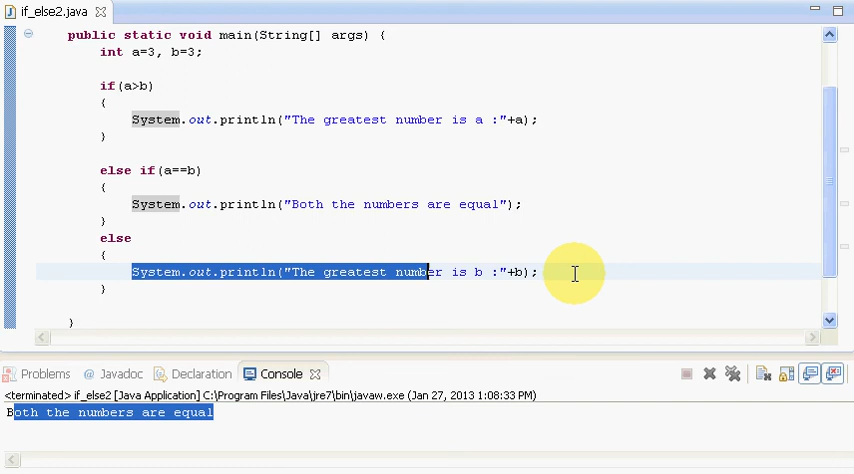 if_else2.java
public static void main(String[] args) {
int a=3, b=3;
if(a>b)
{
System.out.println("The greatest number is a :"+a);
}
else if(a==b)
{
System.out.println("Both the numbers are equal");
}
else
{
System.out.println("The greatest number is b :"+b);
}
}
Problems @ Javadoc Declaration Console
<terminated> if_else2 [Java Application] C:\Program Files\Java\jre7\bin\javaw.exe (Jan 27, 2013 1:08:33 PM)
Both the numbers are equal